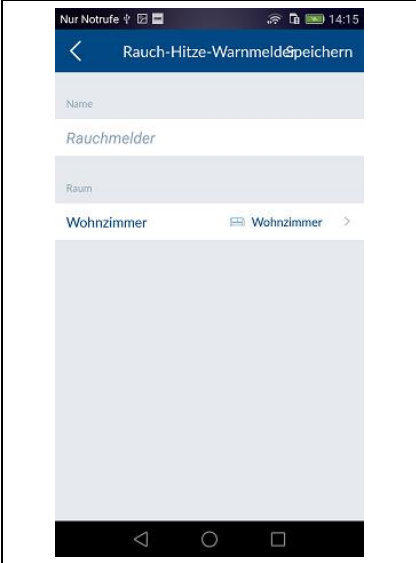 Nur Notrufe 14:15
Rauch-Hitze-Warnmelder Speichern
Name
Rauchmelder
Raum
Wohnzimmer Wohnzimmer